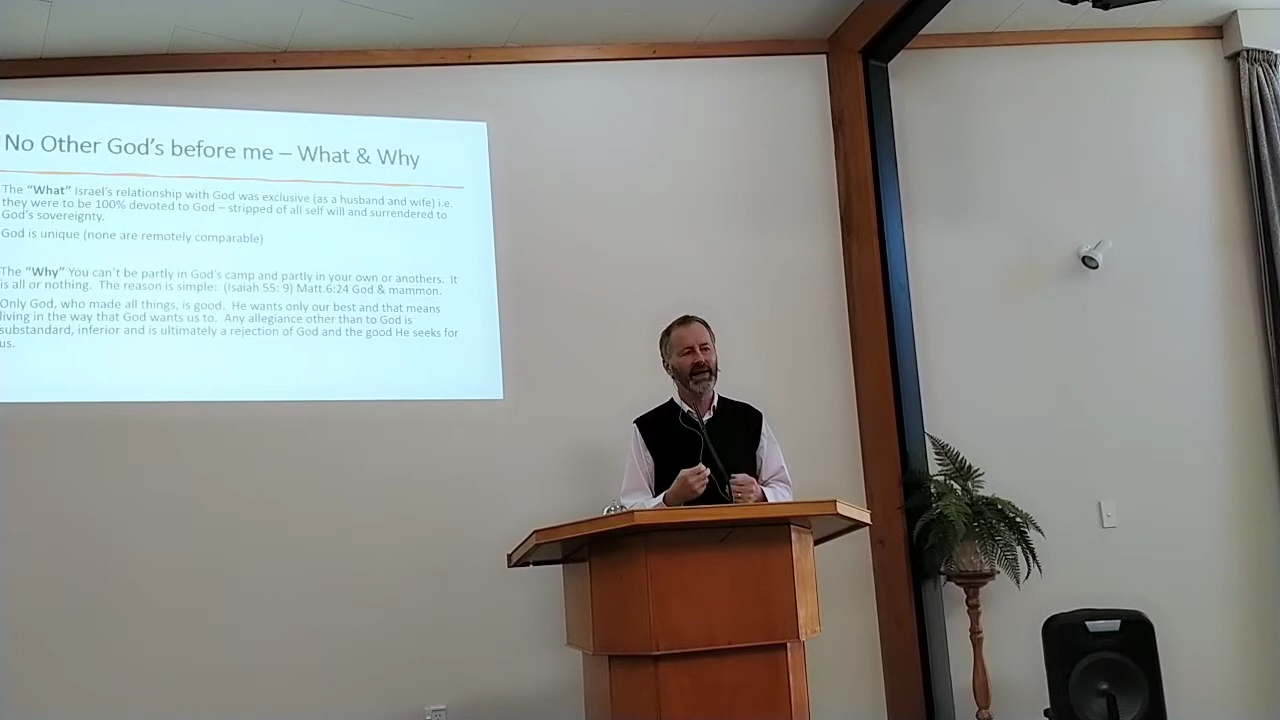 No Other God's before me – What & Why
The “What” Israel's relationship with God was exclusive (as a husband and wife) i.e.
they were to be 100% devoted to God – stripped of all self will and surrendered to
God's sovereignty.
God is unique (none are remotely comparable)
The “Why” You can't be partly in God's camp and partly in your own or anothers. It
is all or nothing. The reason is simple: (Isaiah 55: 9) Matt.6:24 God & mammon.
Only God, who made all things, is good. He wants only our best and that means
living in the way that God wants us to. Any allegiance other than to God is
substandard, inferior and is ultimately a rejection of God and the good He seeks for
us.